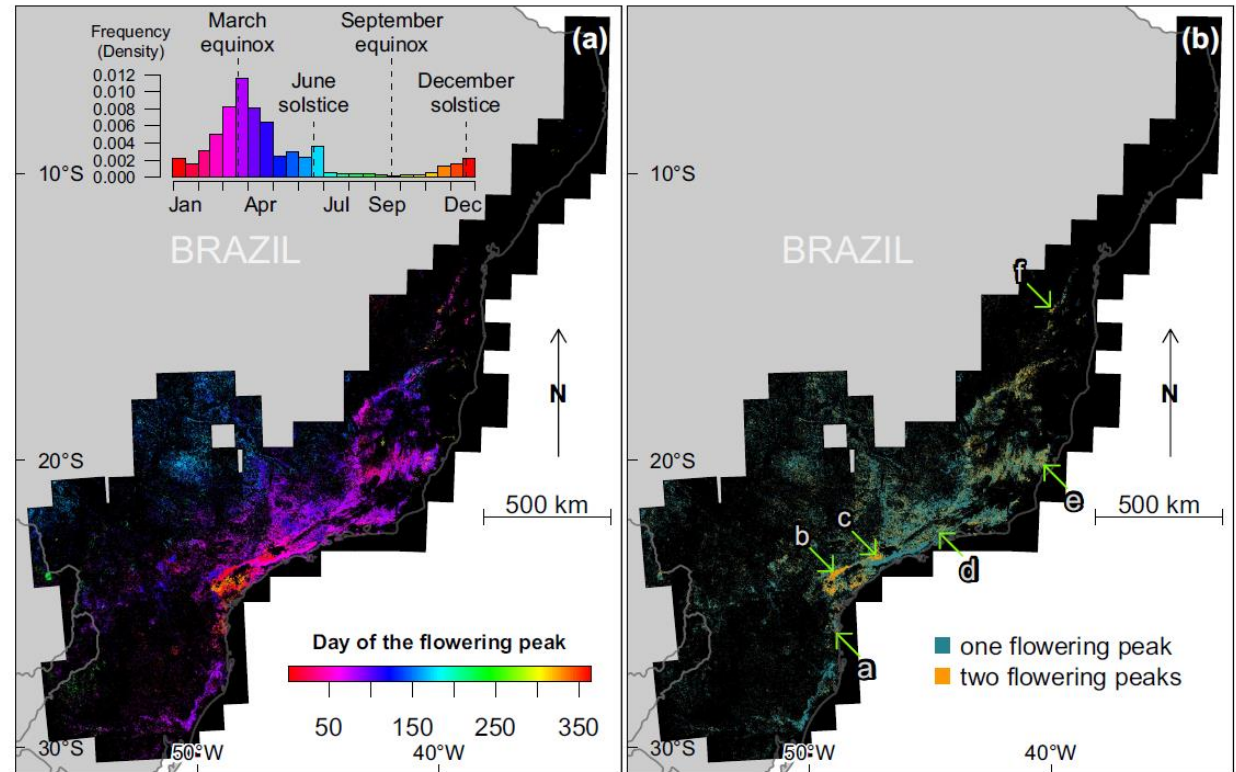 Frequency
(Density)
March
equinox
September
equinox
June
solstice
December
solstice
0.012
0.010
0.008
0.006
0.004
0.002
0.000
Jan Apr Jul Sep Dec
(a)
10°S
BRAZIL
20°S
30°S
50°W
40°W
N
500 km
Day of the flowering peak
50 150 250 350
(b)
10°S
BRAZIL
20°S
30°S
50°W
40°W
N
500 km
f
e
d
c
b
a
one flowering peak
two flowering peaks